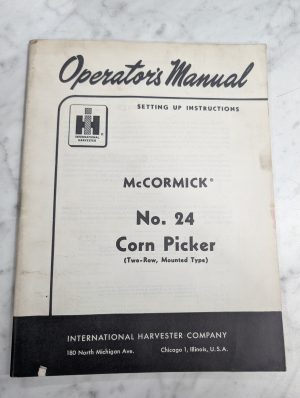 Operator's Manual
SETTING UP INSTRUCTIONS
IH
INTERNATIONAL
HARVESTER
McCORMICK®
No. 24
Corn Picker
(Two-Row, Mounted Type)
INTERNATIONAL HARVESTER COMPANY
180 North Michigan Ave. Chicago 1, Illinois, U.S.A.